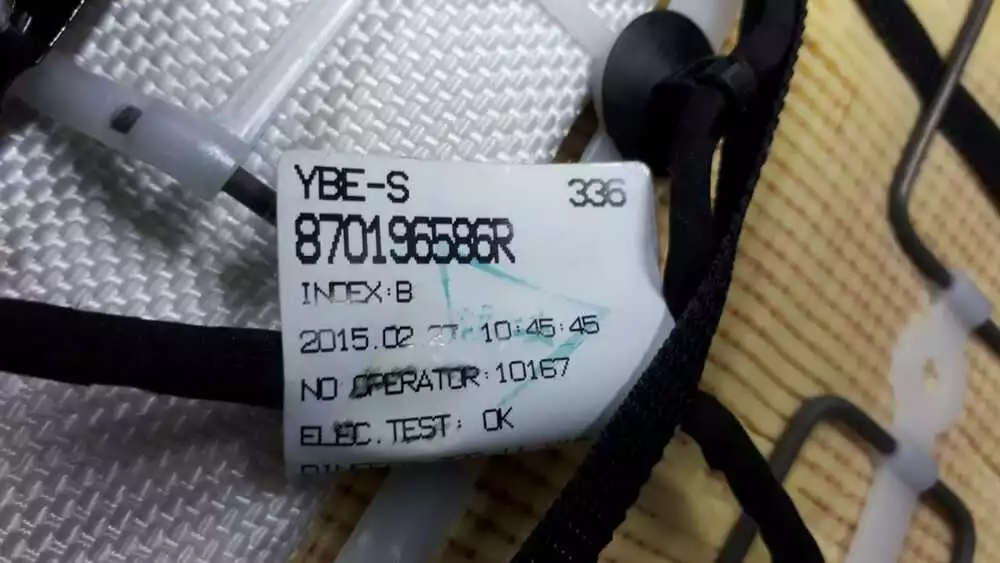 YBE-S 336
870196586R
INDEX:B
2015.02.27 10:45:45
NO OPERATOR:10167
ELEC.TEST: OK